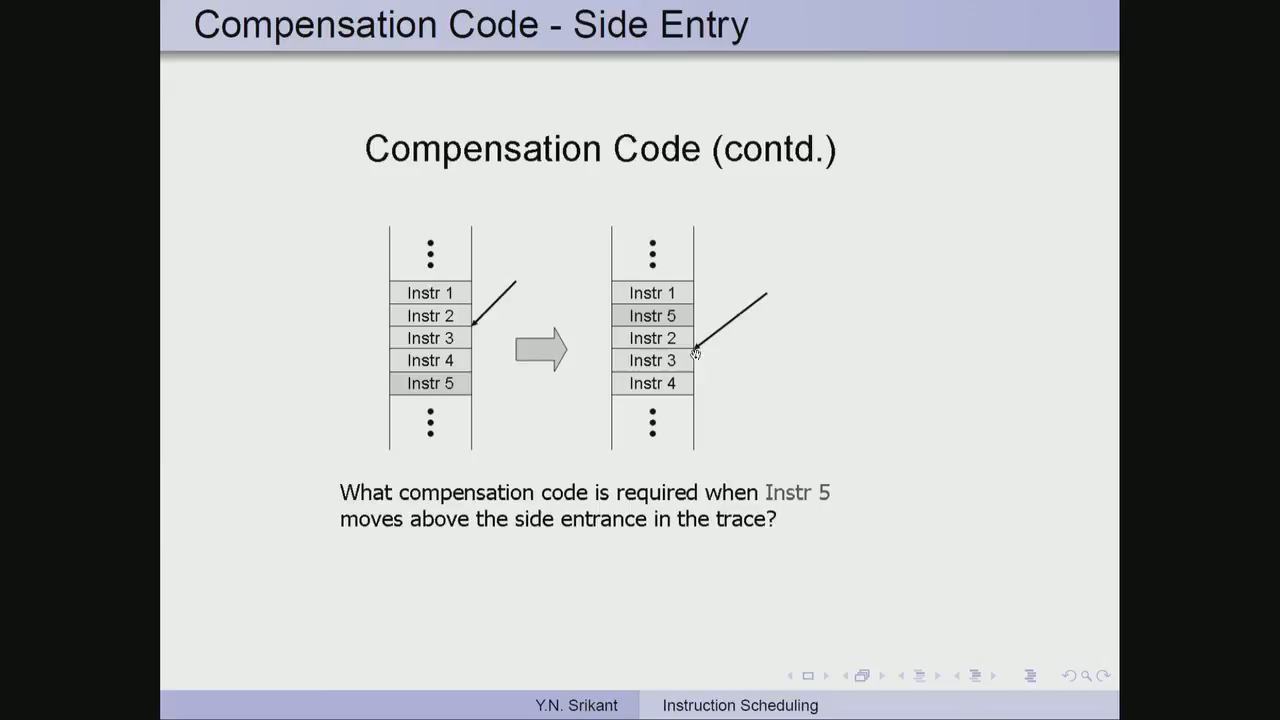 Compensation Code - Side Entry
Compensation Code (contd.)
Instr 1
Instr 2
Instr 3
Instr 4
Instr 5
Instr 1
Instr 5
Instr 2
Instr 3
Instr 4
What compensation code is required when Instr 5
moves above the side entrance in the trace?
Y.N. Srikant
Instruction Scheduling